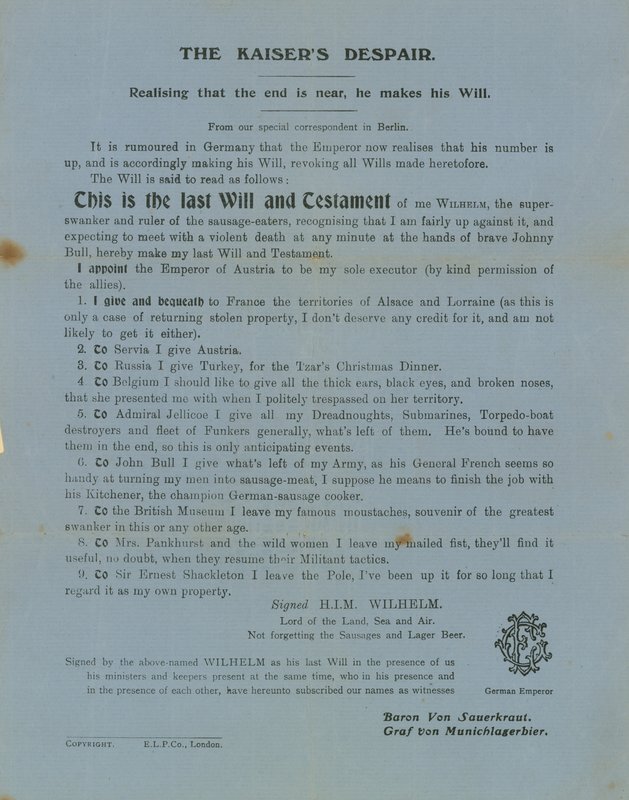 THE KAISER'S DESPAIR.
Realising that the end is near, he makes his Will.
From our special correspondent in Berlin.
It is rumoured in Germany that the Emperor now realises that his number is
up, and is accordingly making his Will, revoking all Wills made heretofore.
The Will is said to read as follows:
This is the last Will and Testament of me WILHELM, the super-
swanker and ruler of the sausage-eaters, recognising that I am fairly up against it, and
expecting to meet with a violent death at any minute at the hands of brave Johnny
Bull, hereby make my last Will and Testament.
I appoint the Emperor of Austria to be my sole executor (by kind permission of
the allies).
1. I give and bequeath to France the territories of Alsace and Lorraine (as this is
only a case of returning stolen property, I don't deserve any credit for it, and am not
likely to get it either).
2. To Servia I give Austria.
3. To Russia I give Turkey, for the Tzar's Christmas Dinner.
4 To Belgium I should like to give all the thick ears, black eyes, and broken noses,
that she presented me with when I politely trespassed on her territory.
5. To Admiral Jellicoe I give all my Dreadnoughts, Submarines, Torpedo-boat
destroyers and fleet of Funkers generally, what's left of them. He's bound to have
them in the end, so this is only anticipating events.
6. To John Bull I give what's left of my Army, as his General French seems so
handy at turning my men into sausage-meat, I suppose he means to finish the job with
his Kitchener, the champion German-sausage cooker.
7. To the British Museum I leave my famous moustaches, souvenir of the greatest
swanker in this or any other age.
8. To Mrs. Pankhurst and the wild women I leave my mailed fist, they'll find it
useful, no doubt, when they resume their Militant tactics.
9. To Sir Ernest Shackleton I leave the Pole, I've been up it for so long that I
regard it as my own property.
Signed H.I.M. WILHELM.
Lord of the Land, Sea and Air.
Not forgetting the Sausages and Lager Beer.
Signed by the above-named WILHELM as his last Will in the presence of us
his ministers and keepers present at the same time, who in his presence and
in the presence of each other, have hereunto subscribed our names as witnesses
German Emperor
Baron Von Sauerkraut.
Graf Von Munichlagerbier.
COPYRIGHT. E.L.P.Co., London.